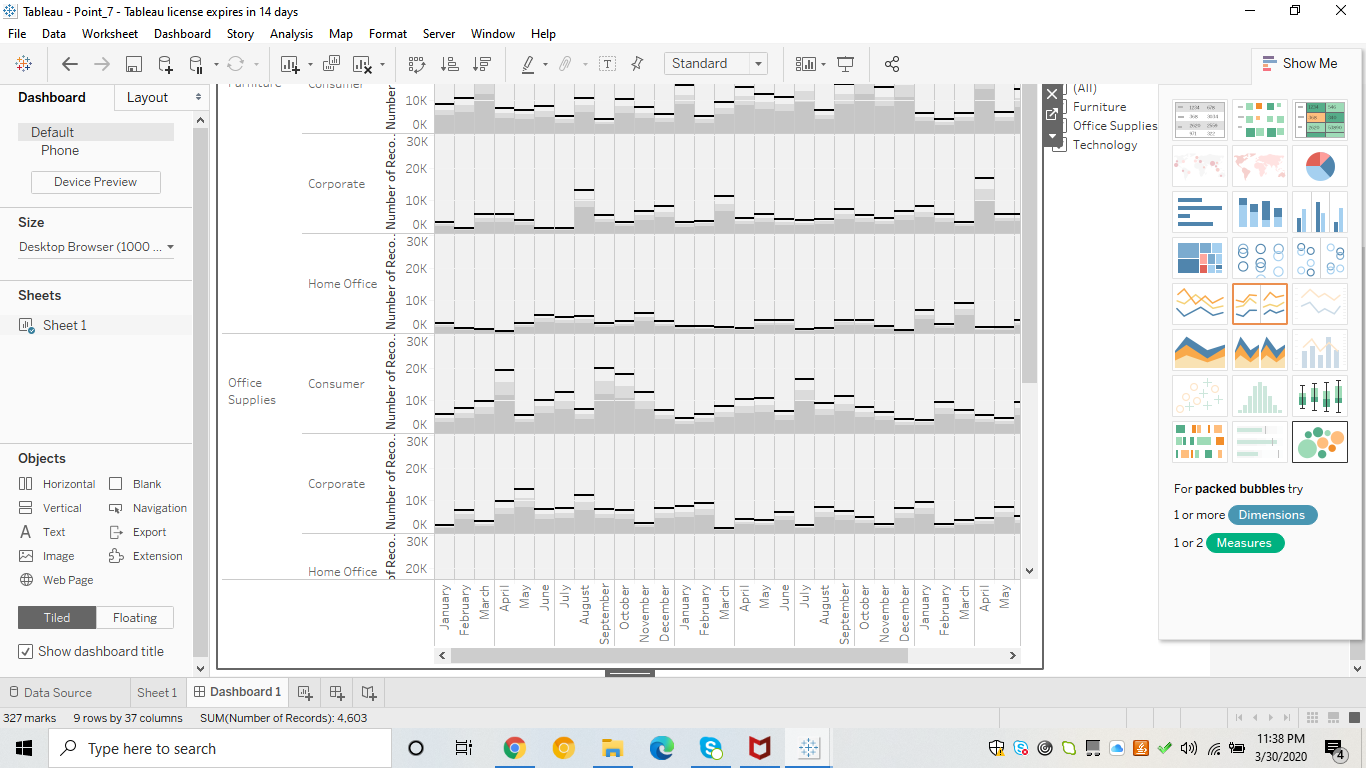 Tableau - Point_7 - Tableau license expires in 14 days
File Data Worksheet Dashboard Story Analysis Map Format Server Window Help
Standard
Show Me
Dashboard Layout
Default
Phone
Device Preview
Size
Desktop Browser (1000 ...
Sheets
Sheet 1
Objects
Horizontal Blank
Vertical Navigation
Text Export
Image Extension
Web Page
Tiled Floating
Show dashboard title
Furniture
Consumer
Number
10K
0K
Corporate
Number of Reco..
30K
20K
10K
0K
Home Office
Number of Reco..
30K
20K
10K
0K
Office
Supplies
Consumer
Number of Reco..
30K
20K
10K
0K
Corporate
Number of Reco..
30K
20K
10K
0K
Home Office
of Reco..
30K
20K
January February March April May June July August September October November December January February March April May June July August September October November December January February March April May
(All)
Furniture
Office Supplies
Technology
For packed bubbles try
1 or more Dimensions
1 or 2 Measures
Data Source Sheet 1 Dashboard 1
327 marks 9 rows by 37 columns SUM(Number of Records): 4,603
Type here to search
11:38 PM
3/30/2020
4